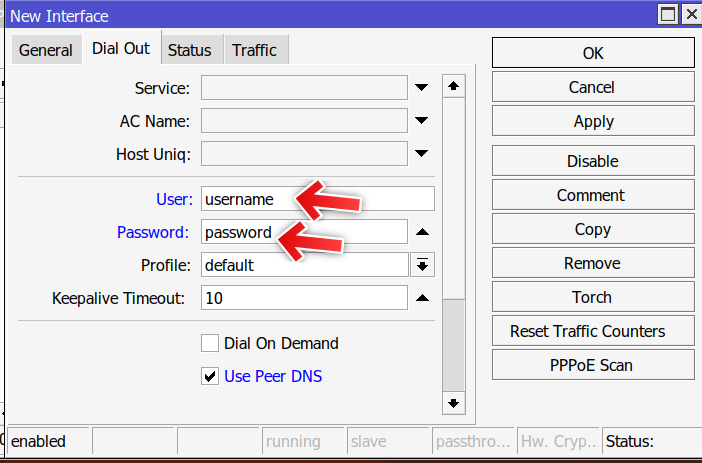 New Interface
General Dial Out Status Traffic
Service:
AC Name:
Host Uniq:
User: username
Password: password
Profile: default
Keepalive Timeout: 10
Dial On Demand
Use Peer DNS
OK
Cancel
Apply
Disable
Comment
Copy
Remove
Torch
Reset Traffic Counters
PPPoE Scan
enabled running slave passthro... Hw. Cryp... Status: